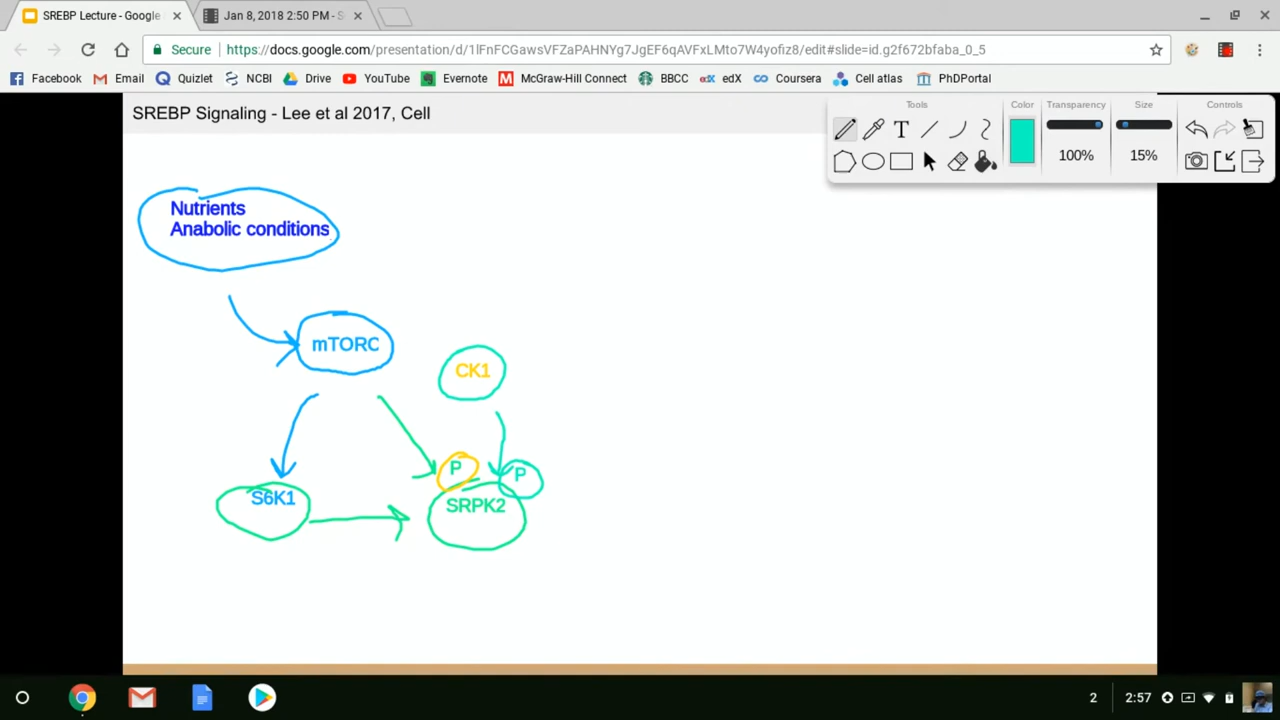 SREBP Lecture - Google
Jan 8, 2018 2:50 PM - S
Secure
https://docs.google.com/presentation/d/1lFnFCGawsVFZaPAHNYg7JgEF6qAVFxLMto7W4yofiz8/edit#slide=id.g2f672bfaba_0_5
Facebook Email Quizlet NCBI Drive YouTube Evernote McGraw-Hill Connect BBCC edX Coursera Cell atlas PhDPortal
SREBP Signaling - Lee et al 2017, Cell
Tools Color Transparency Size Controls
100% 15%
Nutrients
Anabolic conditions
mTORC
CK1
P P
S6K1 SRPK2
2 2:57